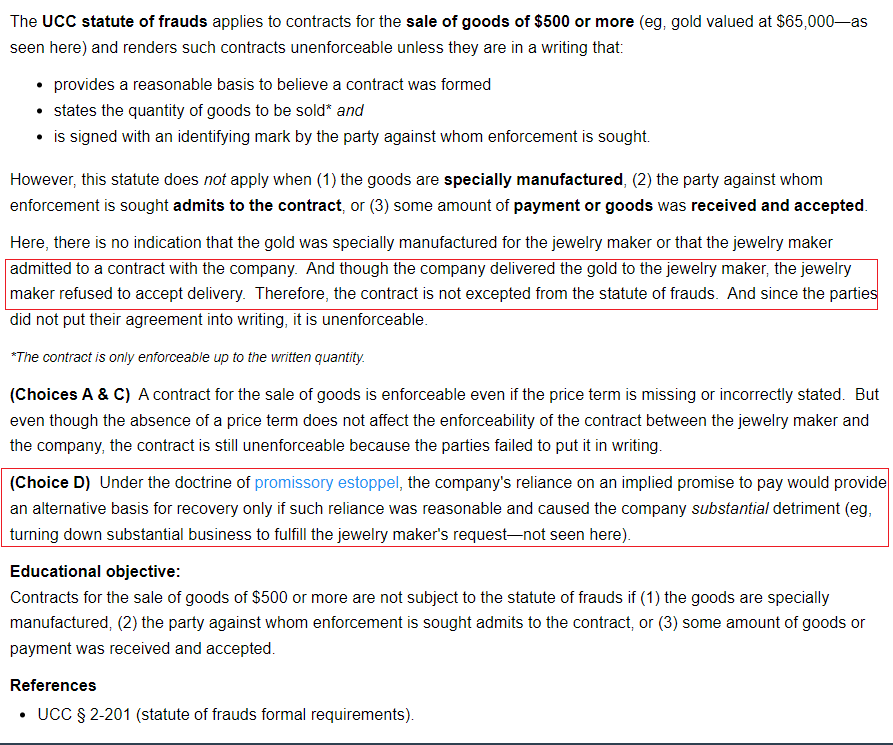 The UCC statute of frauds applies to contracts for the sale of goods of $500 or more (eg, gold valued at $65,000—as
seen here) and renders such contracts unenforceable unless they are in a writing that:
• provides a reasonable basis to believe a contract was formed
• states the quantity of goods to be sold* and
• is signed with an identifying mark by the party against whom enforcement is sought.
However, this statute does not apply when (1) the goods are specially manufactured, (2) the party against whom
enforcement is sought admits to the contract, or (3) some amount of payment or goods was received and accepted.
Here, there is no indication that the gold was specially manufactured for the jewelry maker or that the jewelry maker
admitted to a contract with the company.  And though the company delivered the gold to the jewelry maker, the jewelry
maker refused to accept delivery.  Therefore, the contract is not excepted from the statute of frauds.  And since the parties
did not put their agreement into writing, it is unenforceable.
*The contract is only enforceable up to the written quantity.
(Choices A & C)  A contract for the sale of goods is enforceable even if the price term is missing or incorrectly stated.  But
even though the absence of a price term does not affect the enforceability of the contract between the jewelry maker and
the company, the contract is still unenforceable because the parties failed to put it in writing.
(Choice D)  Under the doctrine of promissory estoppel, the company's reliance on an implied promise to pay would provide
an alternative basis for recovery only if such reliance was reasonable and caused the company substantial detriment (eg,
turning down substantial business to fulfill the jewelry maker's request—not seen here).
Educational objective:
Contracts for the sale of goods of $500 or more are not subject to the statute of frauds if (1) the goods are specially
manufactured, (2) the party against whom enforcement is sought admits to the contract, or (3) some amount of goods or
payment was received and accepted.
References
• UCC § 2-201 (statute of frauds formal requirements).